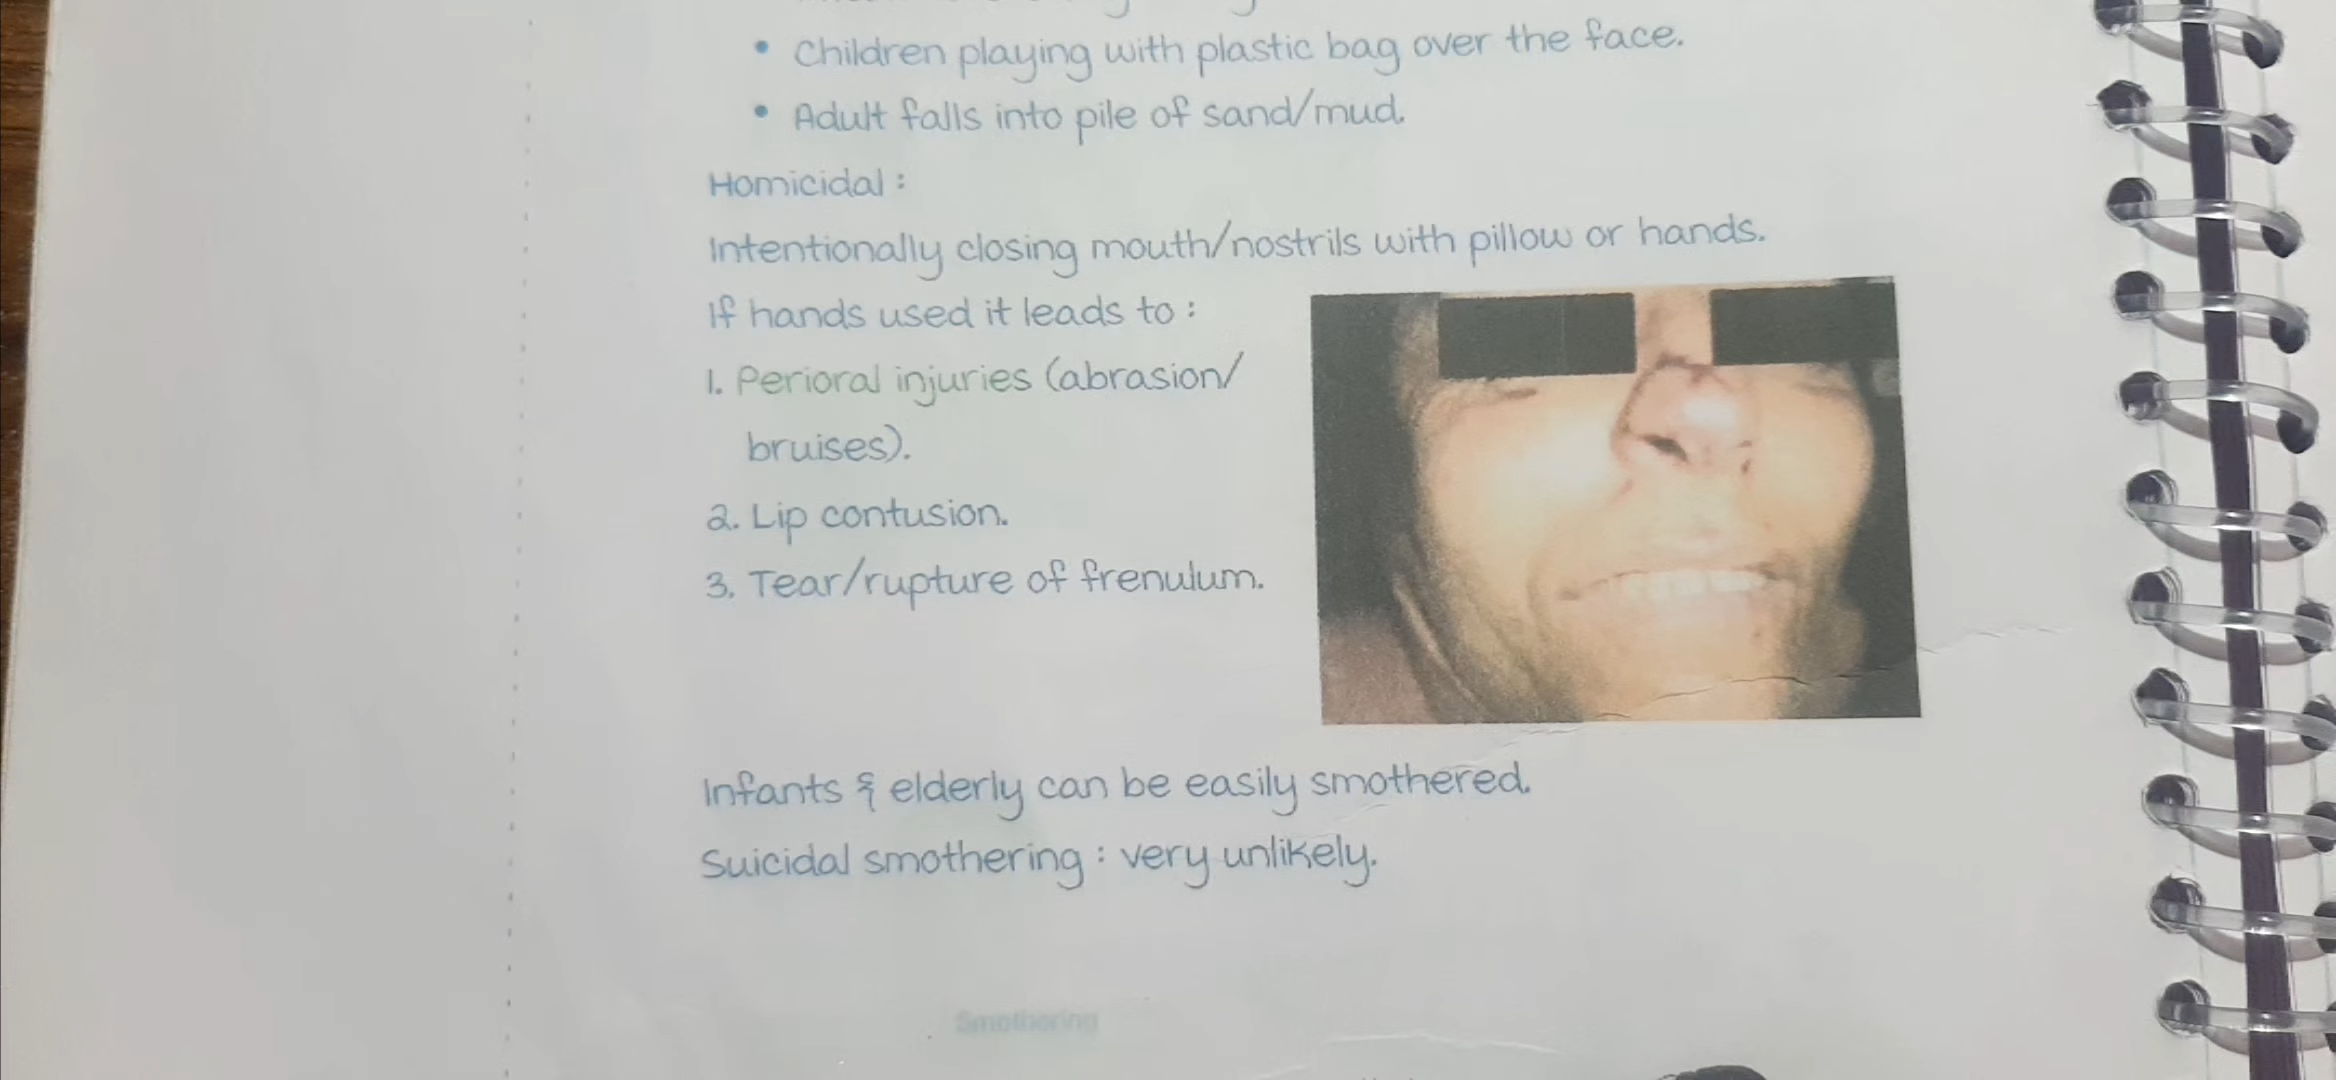 • Children playing with plastic bag over the face.
• Adult falls into pile of sand/mud.
Homicidal :
Intentionally closing mouth/nostrils with pillow or hands.
If hands used it leads to :
1. Perioral injuries (abrasion/
bruises).
2. Lip contusion.
3. Tear/rupture of frenulum.
Infants & elderly can be easily smothered.
Suicidal smothering : very unlikely.
Smothering